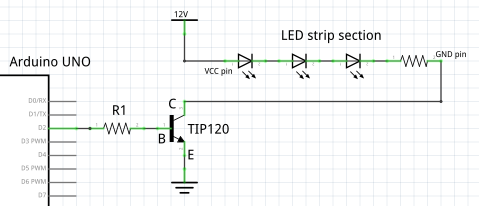 12V
LED strip section
GND pin
VCC pin
Arduino UNO
D0/RX
D1/TX
D2
D3 PWM
D4
D5 PWM
D6 PWM
D7
R1
C
B
TIP120
E